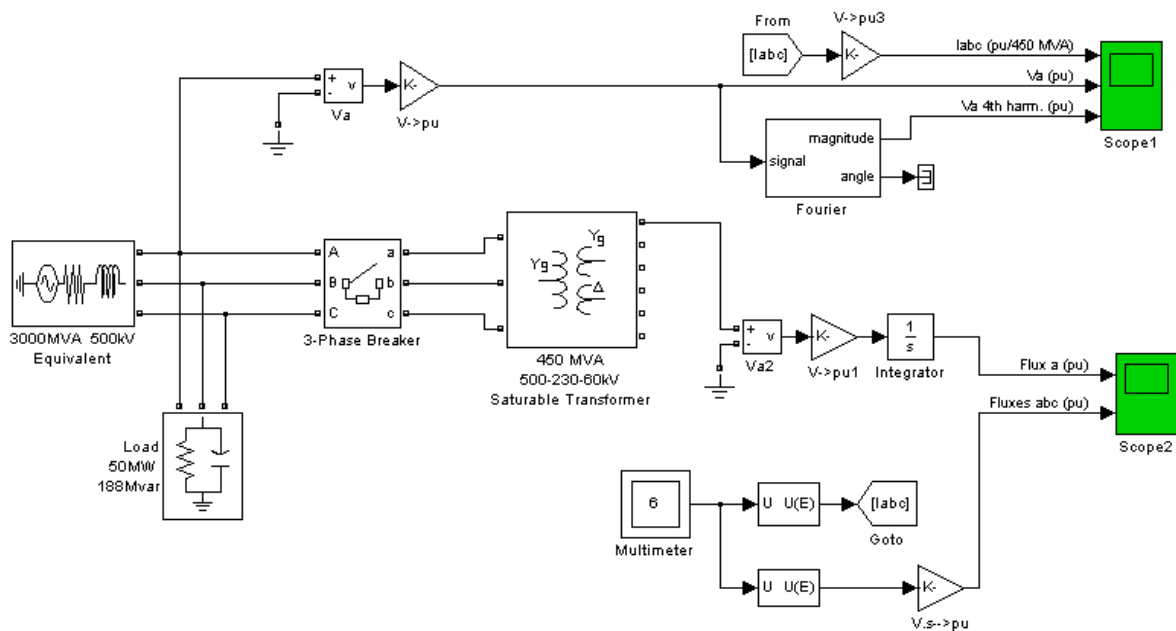 From
V->pu3
[Iabc]
K-
Iabc (pu/450 MVA)
+
-
v
Va
K-
V->pu
Va (pu)
Va 4th harm. (pu)
Scope1
signal
magnitude
angle
Fourier
3000MVA 500kV
Equivalent
A
B
C
a
b
c
3-Phase Breaker
Yg
Yg
Δ
450 MVA
500-230-60kV
Saturable Transformer
+
-
v
Va2
K-
V->pu1
1
s
Integrator
Flux a (pu)
Fluxes abc (pu)
Scope2
Load
50MW
188Mvar
6
Multimeter
U U(E)
[Iabc]
Goto
U U(E)
K-
V.s->pu